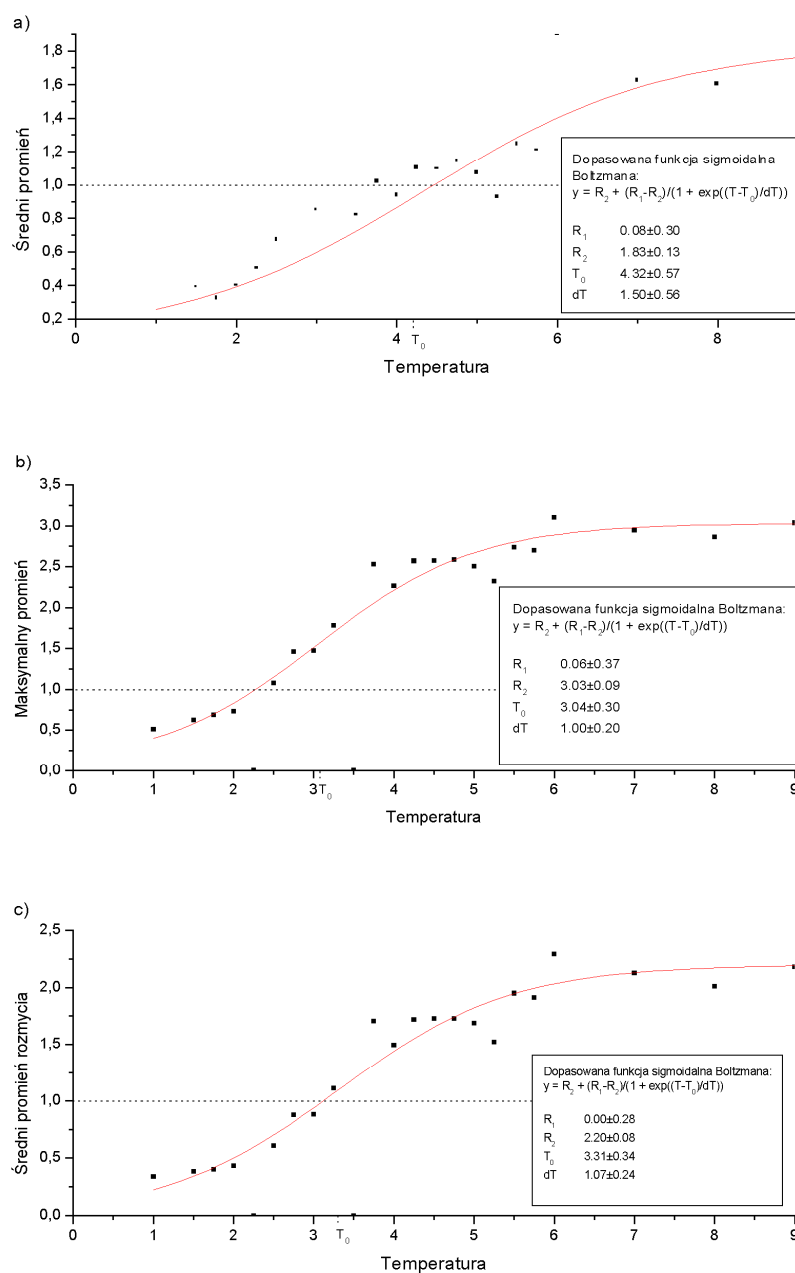 a)
1,8
1,6
1,4
1,2
1,0
0,8
0,6
0,4
0,2
Średni promień
0 2 4 6 8
T0
Temperatura
Dopasowana funkcja sigmoidalna
Boltzmana:
y = R2 + (R1-R2)/(1 + exp((T-T0)/dT))
R1 0.08±0.30
R2 1.83±0.13
T0 4.32±0.57
dT 1.50±0.56
b)
3,5
3,0
2,5
2,0
1,5
1,0
0,5
0,0
Maksymalny promień
0 1 2 3 T0 4 5 6 7 8 9
Temperatura
Dopasowana funkcja sigmoidalna Boltzmana:
y = R2 + (R1-R2)/(1 + exp((T-T0)/dT))
R1 0.06±0.37
R2 3.03±0.09
T0 3.04±0.30
dT 1.00±0.20
c)
2,5
2,0
1,5
1,0
0,5
0,0
Średni promień rozmycia
0 1 2 3 4 5 6 7 8 9
T0
Temperatura
Dopasowana funkcja sigmoidalna Boltzmana:
y = R2 + (R1-R2)/(1 + exp((T-T0)/dT))
R1 0.00±0.28
R2 2.20±0.08
T0 3.31±0.34
dT 1.07±0.24